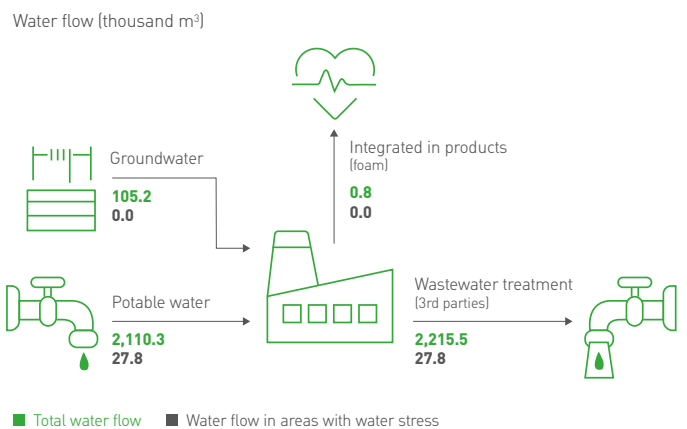 Water flow (thousand m³)
Integrated in products
(foam)
0.8
0.0
Groundwater
105.2
0.0
Potable water
2,110.3
27.8
Wastewater treatment
(3rd parties)
2,215.5
27.8
Total water flow
Water flow in areas with water stress